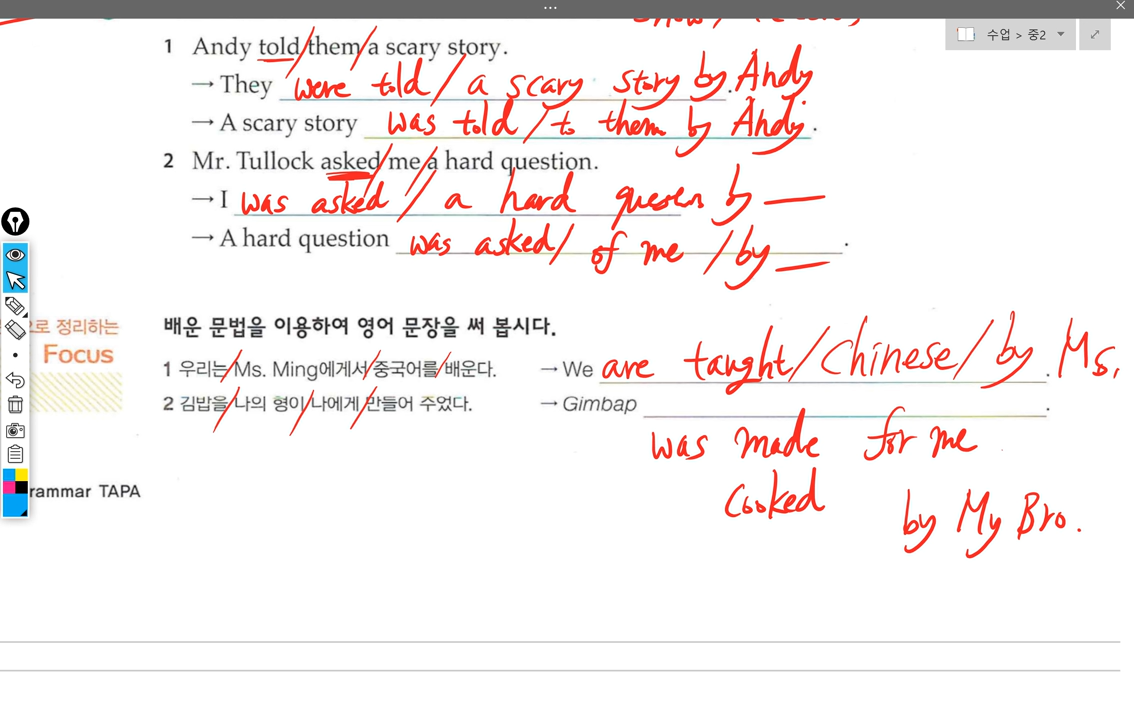 수업 > 중2
1 Andy told/them/a scary story.
→ They were told / a scary story by Andy
→ A scary story was told / to them by Andy.
2 Mr. Tullock asked/me/a hard question.
→ I was asked // a hard by —
→ A hard question was asked / of me / by — .
로 정리하는
Focus
배운 문법을 이용하여 영어 문장을 써 봅시다.
1 우리는/Ms. Ming에게서/중국어를/배운다. → We are taught / Chinese / by Ms.
2 김밥을/나의 형이/나에게/만들어 주었다. → Gimbap .
was made for me
cooked
by My Bro.
rammar TAPA